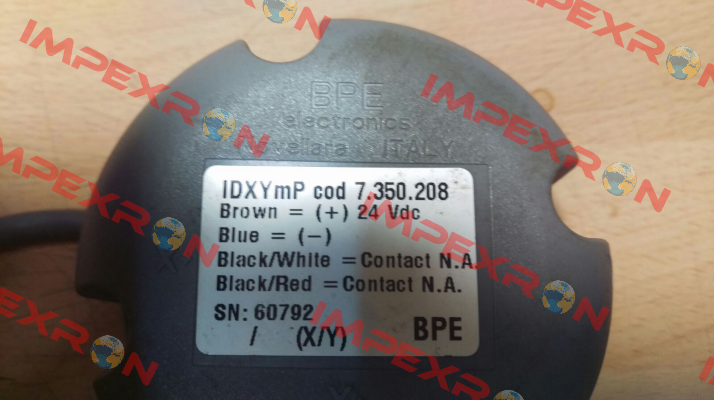 BPE
electronics
ITALY
IDXYmP cod 7.350.208
Brown = (+) 24 Vdc
Blue = (-)
Black/White = Contact N.A
Black/Red = Contact N.A.
SN: 60792
/ (X/Y)
BPE
IMPEXRON
IMPEXRON
IMPEXRON
IMPEXRON
IMPEXRON
IMPEXRON